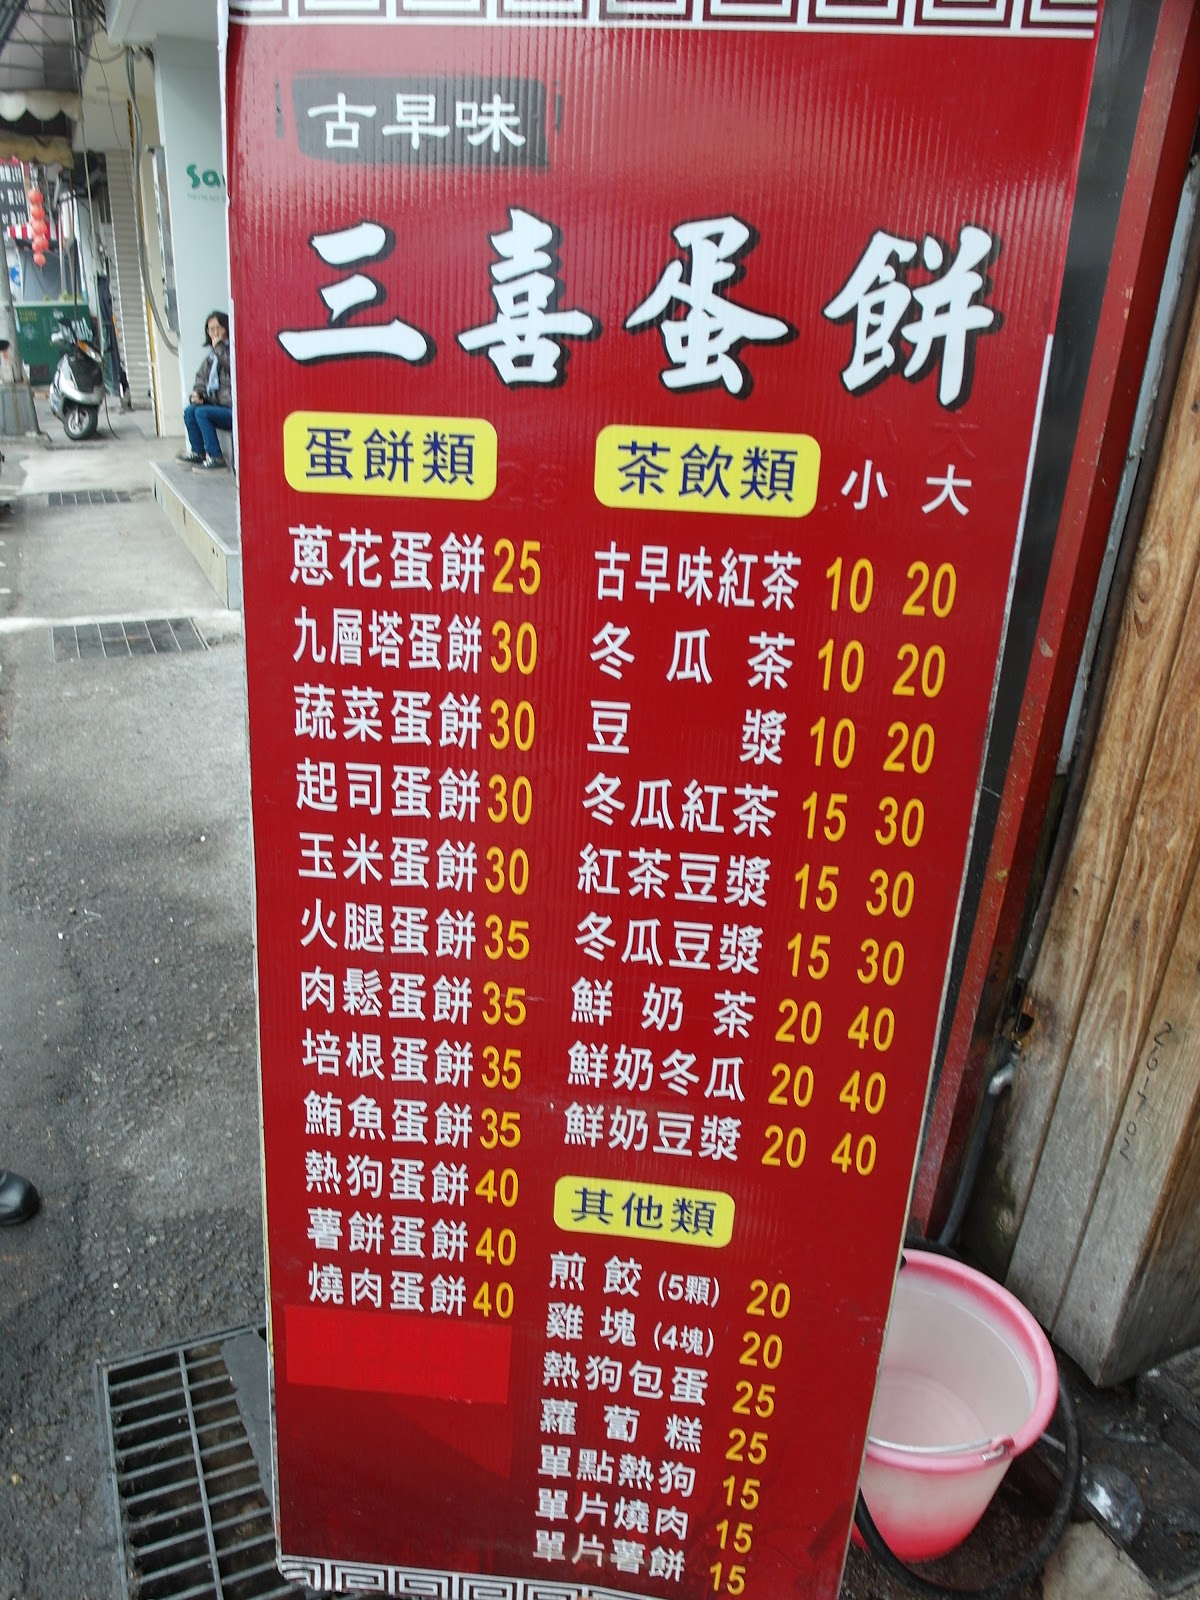 古早味
三喜蛋餅
蛋餅類
蔥花蛋餅 25
九層塔蛋餅 30
蔬菜蛋餅 30
起司蛋餅 30
玉米蛋餅 30
火腿蛋餅 35
肉鬆蛋餅 35
培根蛋餅 35
鮪魚蛋餅 35
熱狗蛋餅 40
薯餅蛋餅 40
燒肉蛋餅 40
茶飲類 小 大
古早味紅茶 10 20
冬瓜茶 10 20
豆漿 10 20
冬瓜紅茶 15 30
紅茶豆漿 15 30
冬瓜豆漿 15 30
鮮奶茶 20 40
鮮奶冬瓜 20 40
鮮奶豆漿 20 40
其他類
煎餃(5顆) 20
雞塊(4塊) 20
熱狗包蛋 25
蘿蔔糕 25
單點熱狗 15
單片燒肉 15
單片薯餅 15